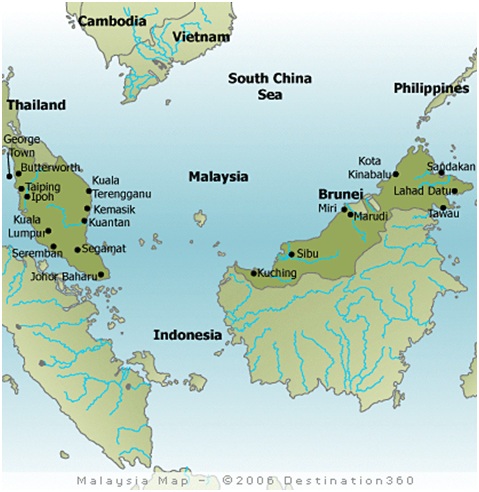 Cambodia
Vietnam
South China
Sea
Philippines
Thailand
George
Town
Butterworth
Taiping
Ipoh
Kuala
Terengganu
Kemasik
Kuantan
Kuala
Lumpur
Seremban
Segamat
Johor Baharu
Malaysia
Kota
Kinabalu
Sandakan
Lahad Datu
Tawau
Brunei
Miri
Marudi
Sibu
Kuching
Indonesia
Malaysia Map - ©2006 Destination360